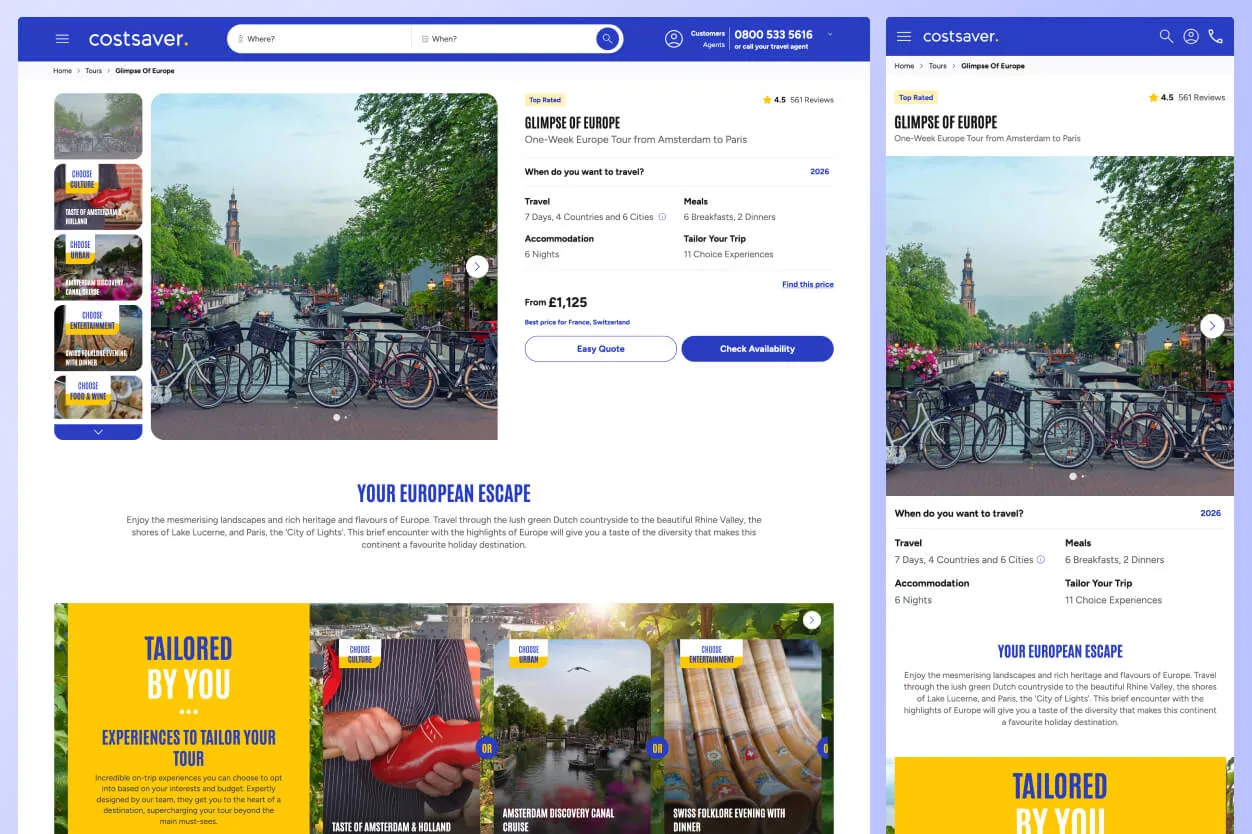 costsaver.
Where?
When?
Customers
Agents
0800 533 5616
or call your travel agent
Home > Tours > Glimpse Of Europe
CHOOSE
CULTURE
TASTE OF AMSTERDAM &
HOLLAND
CHOOSE
URBAN
AMSTERDAM DISCOVERY
CANAL CRUISE
CHOOSE
ENTERTAINMENT
SWISS FOLKLORE EVENING
WITH DINNER
CHOOSE
FOOD & WINE
Top Rated
4.5 561 Reviews
GLIMPSE OF EUROPE
One-Week Europe Tour from Amsterdam to Paris
When do you want to travel?
2026
Travel
7 Days, 4 Countries and 6 Cities
Meals
6 Breakfasts, 2 Dinners
Accommodation
6 Nights
Tailor Your Trip
11 Choice Experiences
Find this price
From £1,125
Best price for France, Switzerland
Easy Quote
Check Availability
YOUR EUROPEAN ESCAPE
Enjoy the mesmerising landscapes and rich heritage and flavours of Europe. Travel through the lush green Dutch countryside to the beautiful Rhine Valley, the
shores of Lake Lucerne, and Paris, the 'City of Lights'. This brief encounter with the highlights of Europe will give you a taste of the diversity that makes this
continent a favourite holiday destination.
TAILORED
BY YOU
EXPERIENCES TO TAILOR YOUR
TOUR
Incredible on-trip experiences you can choose to opt
into based on your interests and budget. Expertly
designed by our team, they get you to the heart of a
destination, supercharging your tour beyond the
main must-sees.
CHOOSE
CULTURE
TASTE OF AMSTERDAM & HOLLAND
OR
CHOOSE
URBAN
AMSTERDAM DISCOVERY CANAL
CRUISE
OR
CHOOSE
ENTERTAINMENT
SWISS FOLKLORE EVENING WITH
DINNER
costsaver.
Home > Tours > Glimpse Of Europe
Top Rated
4.5 561 Reviews
GLIMPSE OF EUROPE
One-Week Europe Tour from Amsterdam to Paris
When do you want to travel?
2026
Travel
7 Days, 4 Countries and 6 Cities
Meals
6 Breakfasts, 2 Dinners
Accommodation
6 Nights
Tailor Your Trip
11 Choice Experiences
YOUR EUROPEAN ESCAPE
Enjoy the mesmerising landscapes and rich heritage and flavours of Europe. Travel
through the lush green Dutch countryside to the beautiful Rhine Valley, the shores
of Lake Lucerne, and Paris, the 'City of Lights'. This brief encounter with the
highlights of Europe will give you a taste of the diversity that makes this continent
a favourite holiday destination.
TAILORED
BY YOU